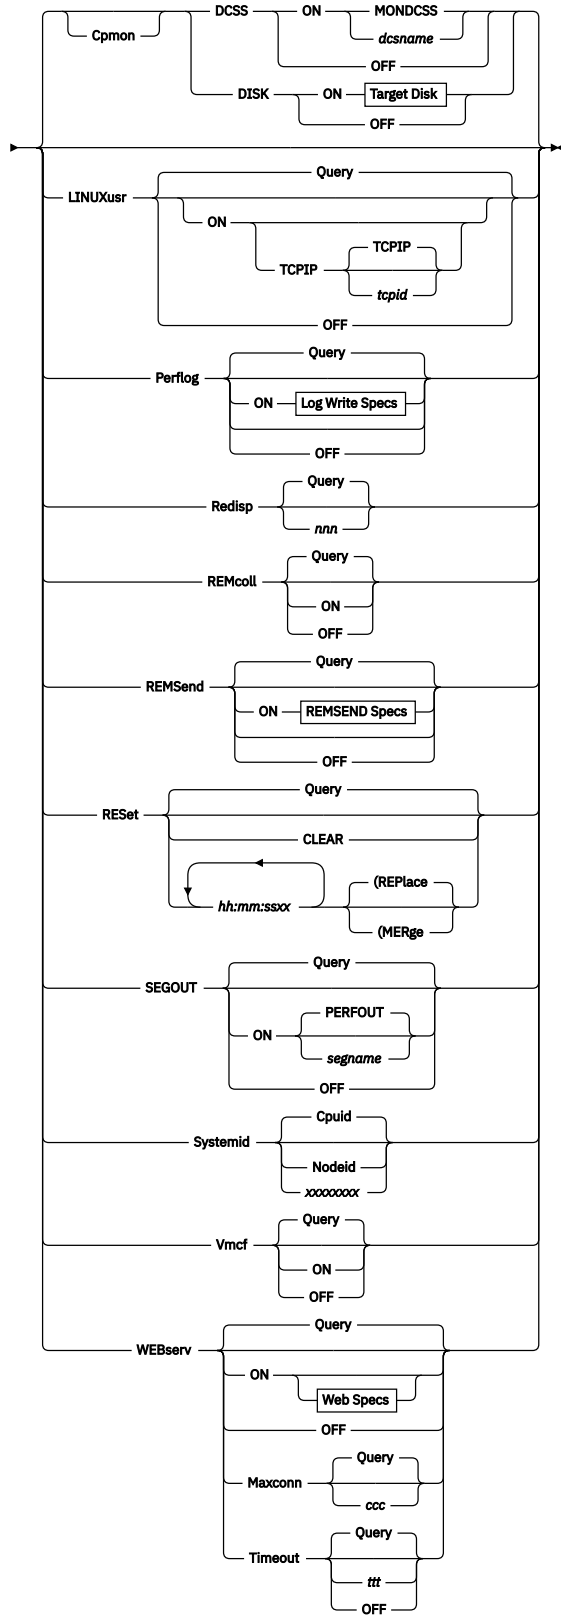 DCSS ON MONDCSS
Cpmon
dcsname
OFF
DISK ON Target Disk
OFF
Query
LINUXusr
ON
TCPIP
TCPIP
tcpid
OFF
Query
Perflog
ON Log Write Specs
OFF
Query
Redisp
nnn
Query
REMcoll
ON
OFF
Query
REMSend
ON REMSEND Specs
OFF
Query
RESet
CLEAR
(REPlace
hh:mm:ssxx
(MERge
Query
SEGOUT
PERFOUT
ON
segname
OFF
Cpuid
Systemid
Nodeid
xxxxxxxx
Query
Vmcf
ON
OFF
Query
WEBserv
ON
Web Specs
OFF
Query
Maxconn
ccc
Query
Timeout
ttt
OFF